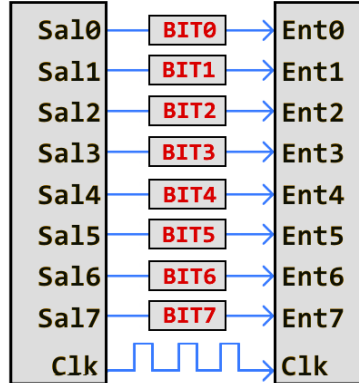 Sal0 BIT0 Ent0
Sal1 BIT1 Ent1
Sal2 BIT2 Ent2
Sal3 BIT3 Ent3
Sal4 BIT4 Ent4
Sal5 BIT5 Ent5
Sal6 BIT6 Ent6
Sal7 BIT7 Ent7
Clk Clk